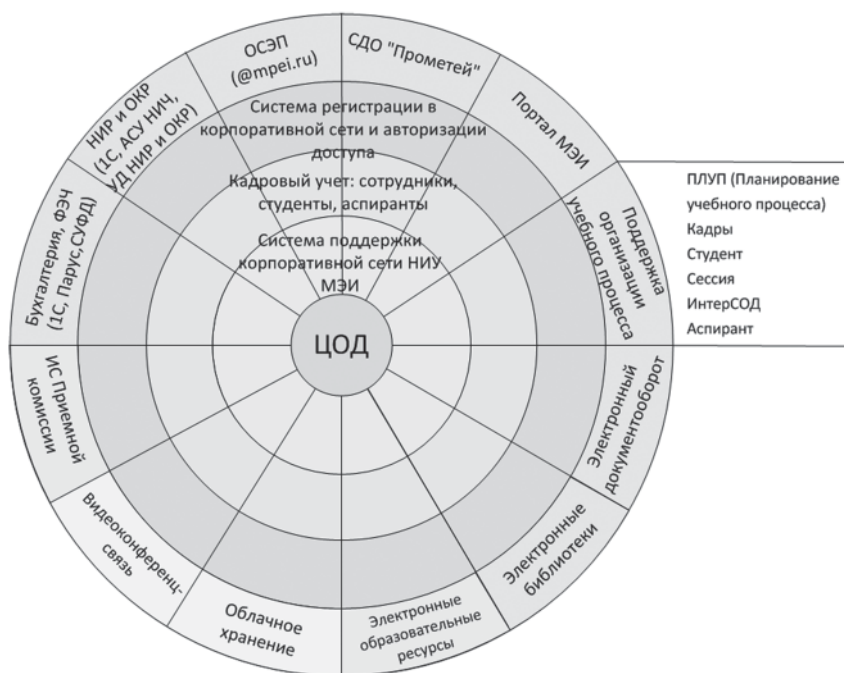 ОСЭП
(@mpei.ru)
СДО "Прометей"
Портал МЭИ
Поддержка
организации
учебного процесса
ПЛУП (Планирование
учебного процесса)
Кадры
Студент
Сессия
ИнтерСОД
Аспирант
Электронный
документооборот
Электронные
библиотеки
Электронные
образовательные
ресурсы
Облачное
хранение
Видеоконференц-
связь
ИС Приемной
комиссии
Бухгалтерия, ФЭЧ
(1С, Парус,СУФД)
НИР и ОКР
(1С, АСУ НИЧ,
УД НИР и ОКР)
Система регистрации в
корпоративной сети и авторизации
доступа
Кадровый учет: сотрудники,
студенты, аспиранты
Система поддержки
корпоративной сети НИУ
МЭИ
ЦОД